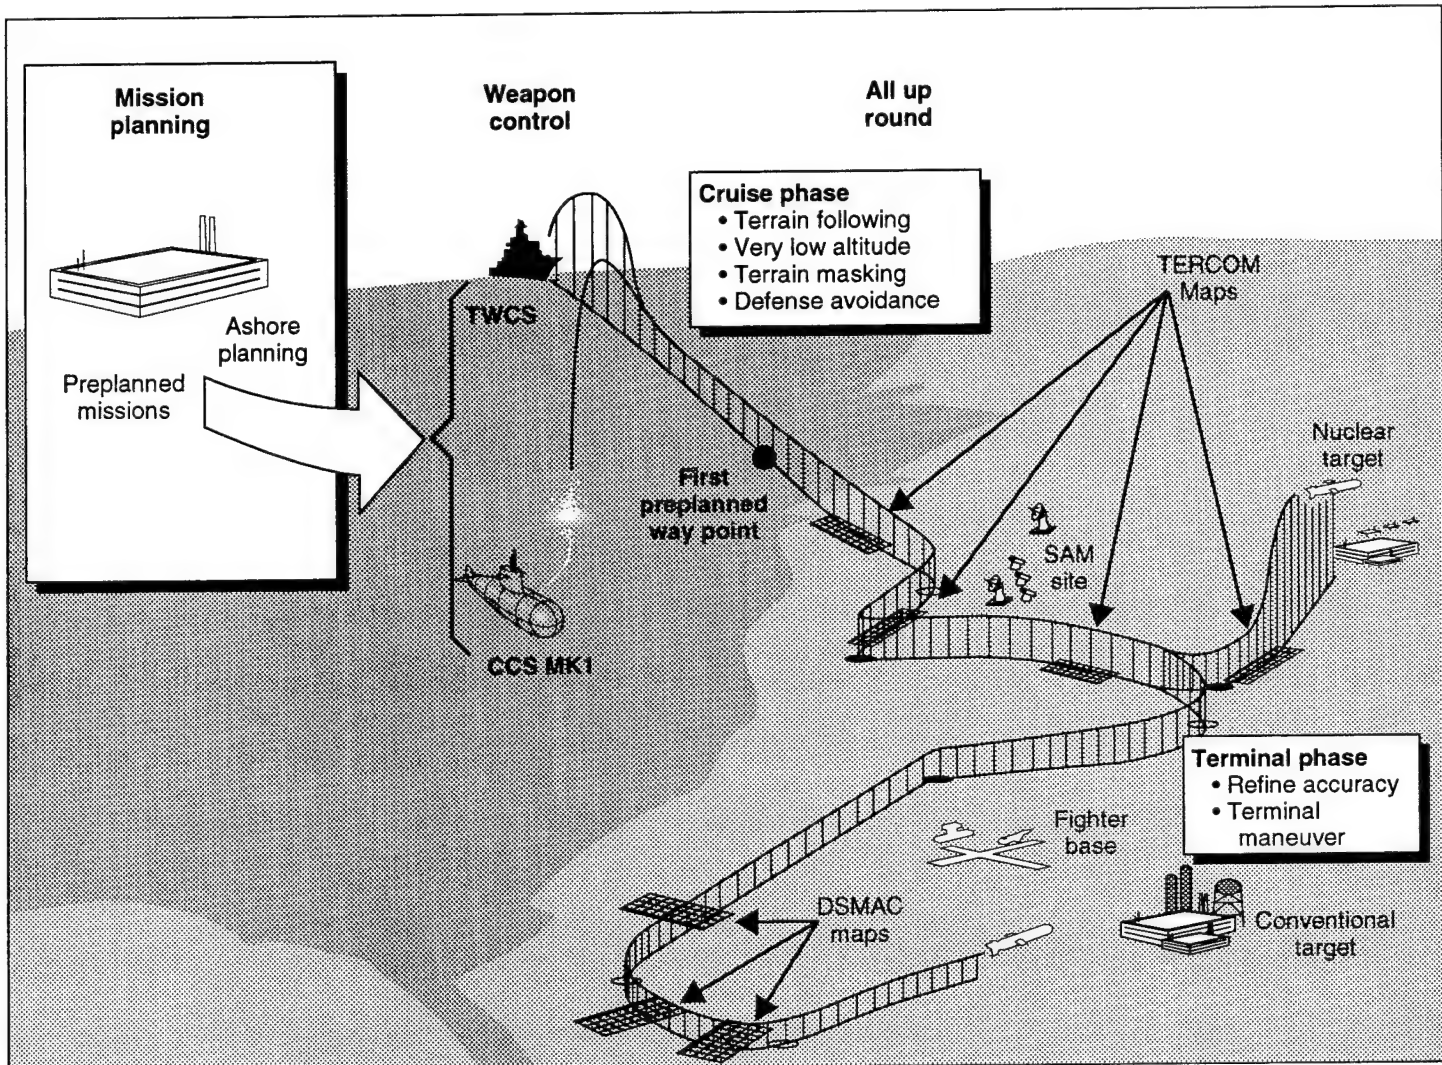 Mission
planning
Weapon
control
All up
round
Cruise phase
• Terrain following
• Very low altitude
• Terrain masking
• Defense avoidance
TERCOM
Maps
TWCS
Ashore
planning
Preplanned
missions
First
preplanned
way point
Nuclear
target
SAM
site
CCS MK1
Terminal phase
• Refine accuracy
• Terminal
maneuver
Fighter
base
DSMAC
maps
Conventional
target